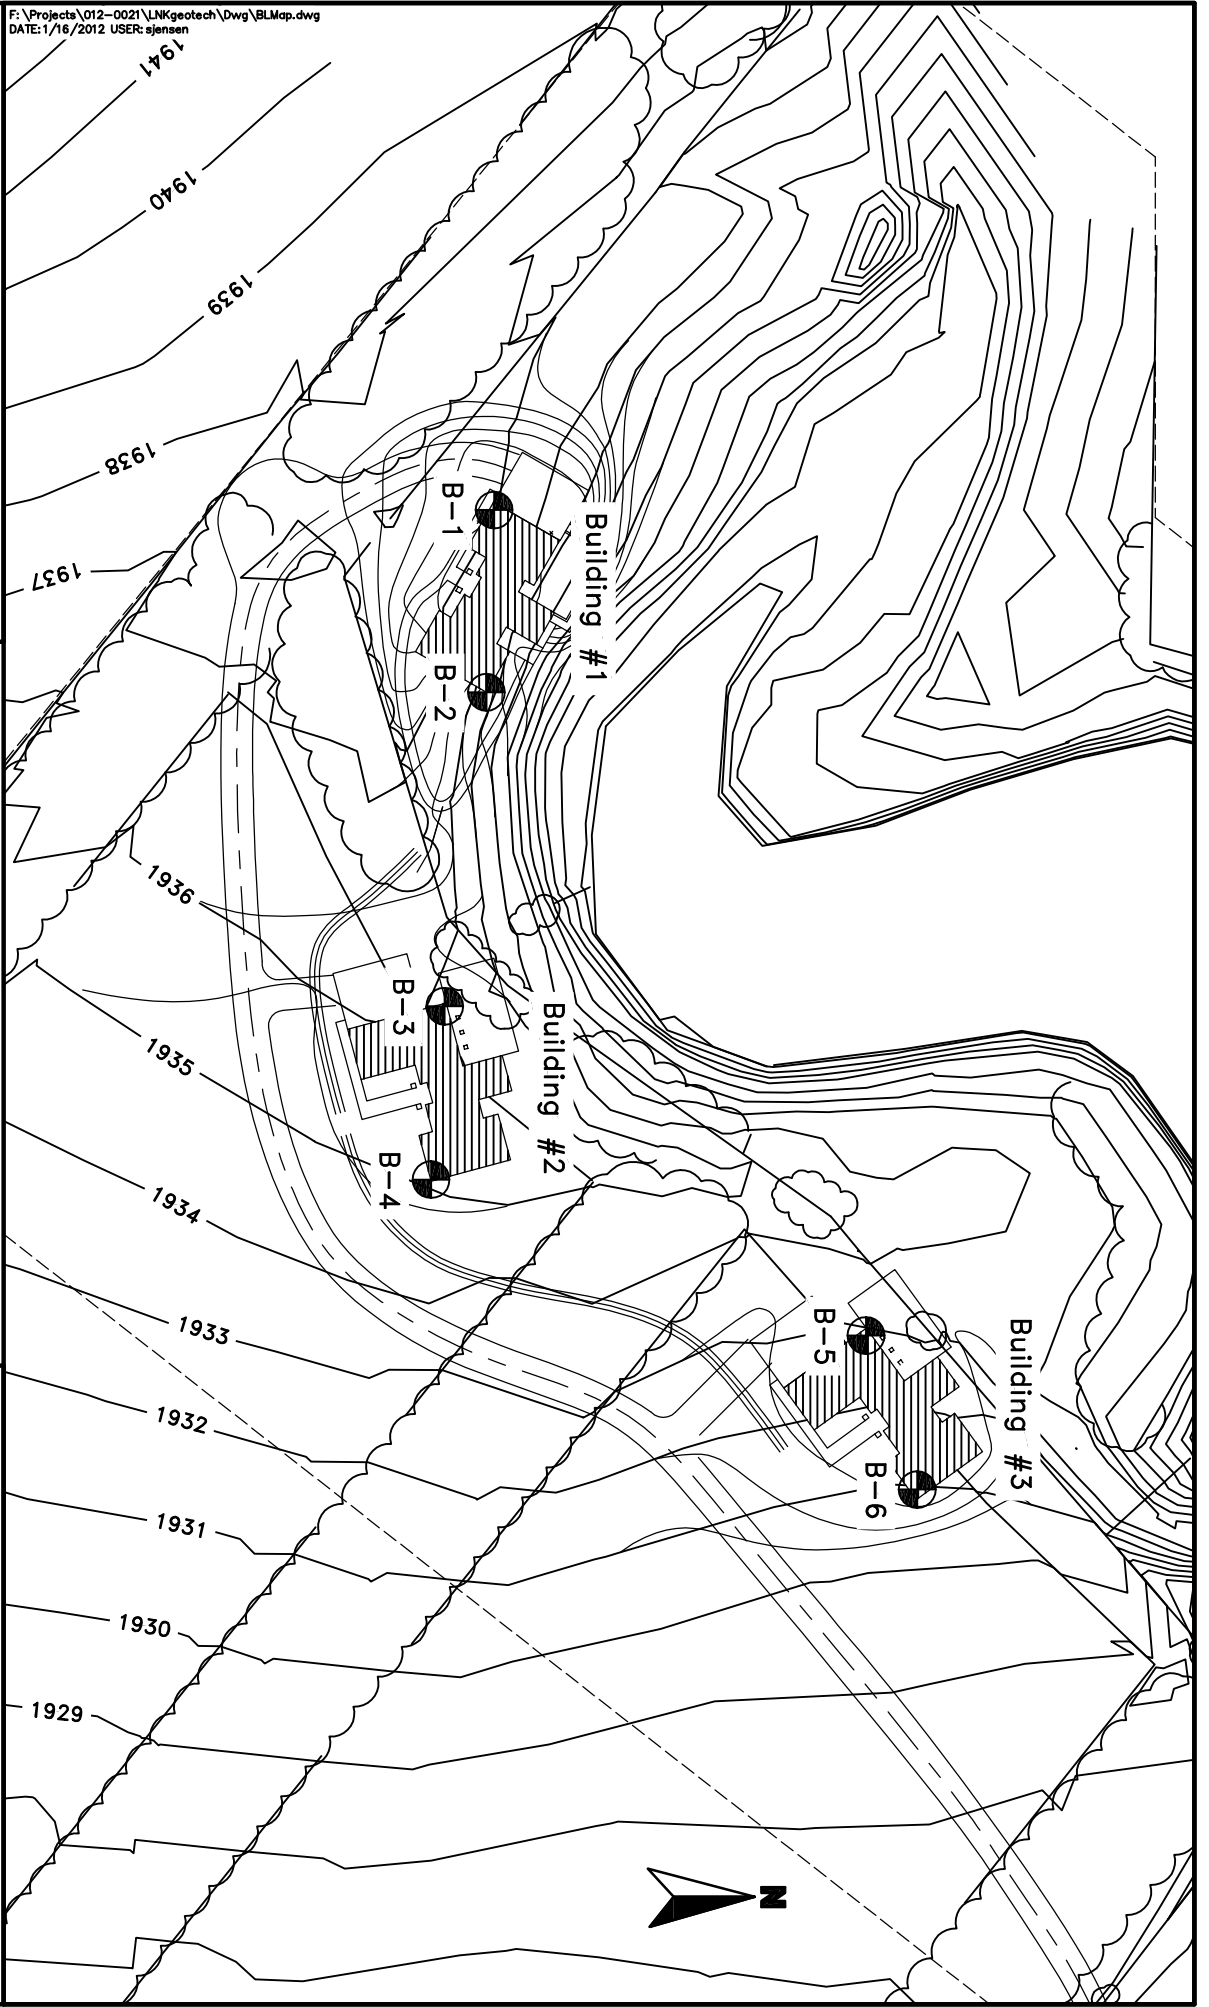 F: \Projects\012-0021\LNKgeotech\Dwg\BLMap.dwg
DATE: 1/16/2012 USER: sjensen
1941
1940
1939
1938
1937
1936
1935
1934
1933
1932
1931
1930
1929
Building #1
B-1
B-2
Building #2
B-3
B-4
Building #3
B-5
B-6
N